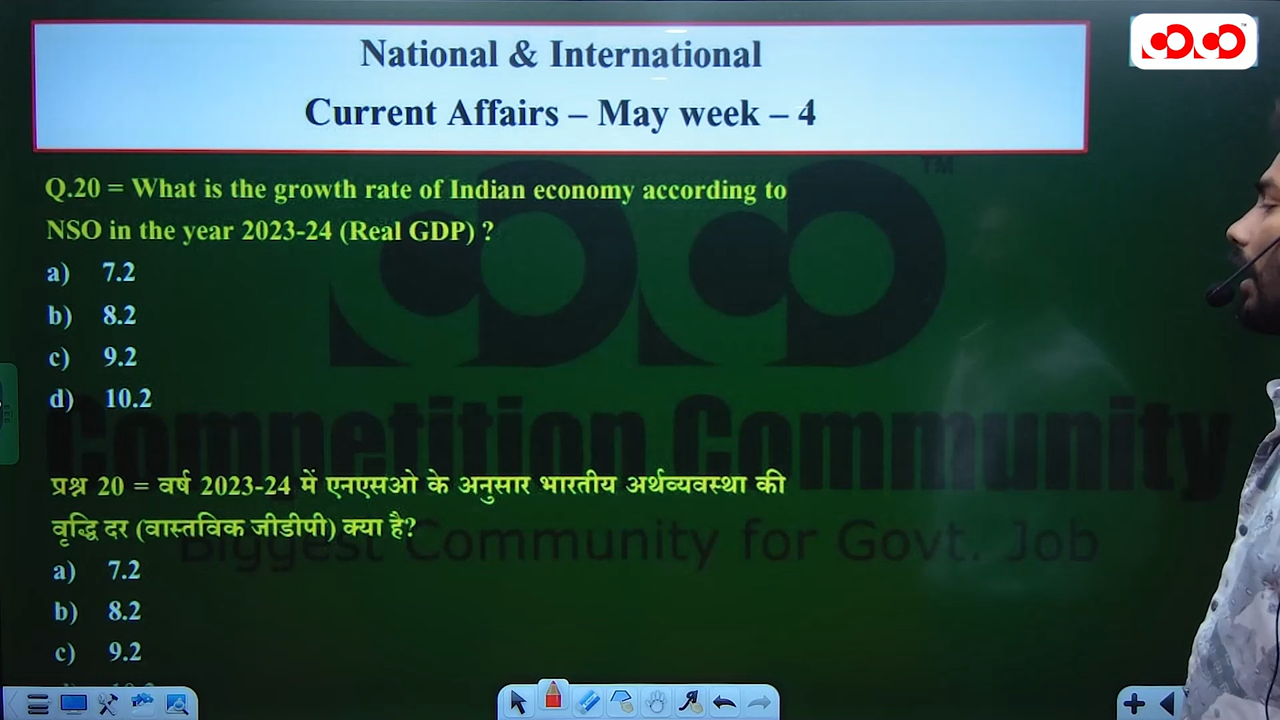 National & International
Current Affairs – May week – 4
Q.20 = What is the growth rate of Indian economy according to
NSO in the year 2023-24 (Real GDP) ?
a) 7.2
b) 8.2
c) 9.2
d) 10.2
प्रश्न 20 = वर्ष 2023-24 में एनएसओ के अनुसार भारतीय अर्थव्यवस्था की
वृद्धि दर (वास्तविक जीडीपी) क्या है?
a) 7.2
b) 8.2
c) 9.2
d) 10.2
Competition Community
Biggest Community for Govt. Job
TM